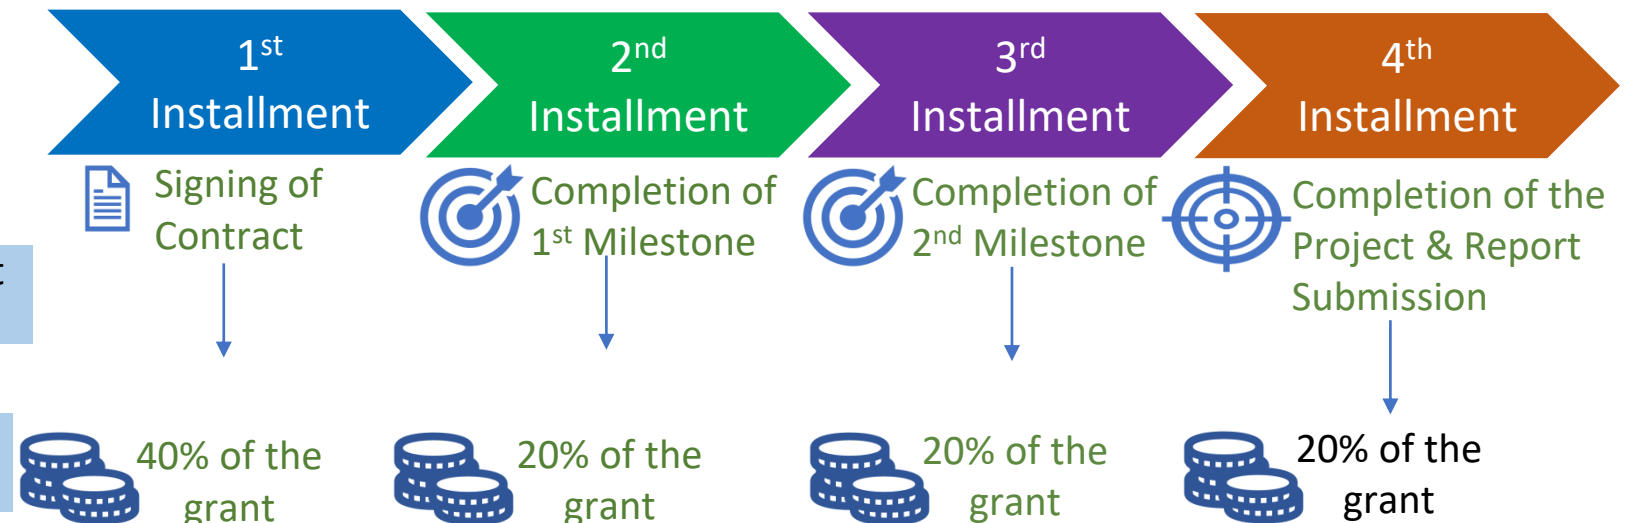 1st
Installment
2nd
Installment
3rd
Installment
4th
Installment
Signing of
Contract
Completion of
1st Milestone
Completion of
2nd Milestone
Completion of the
Project & Report
Submission
40% of the
grant
20% of the
grant
20% of the
grant
20% of the
grant